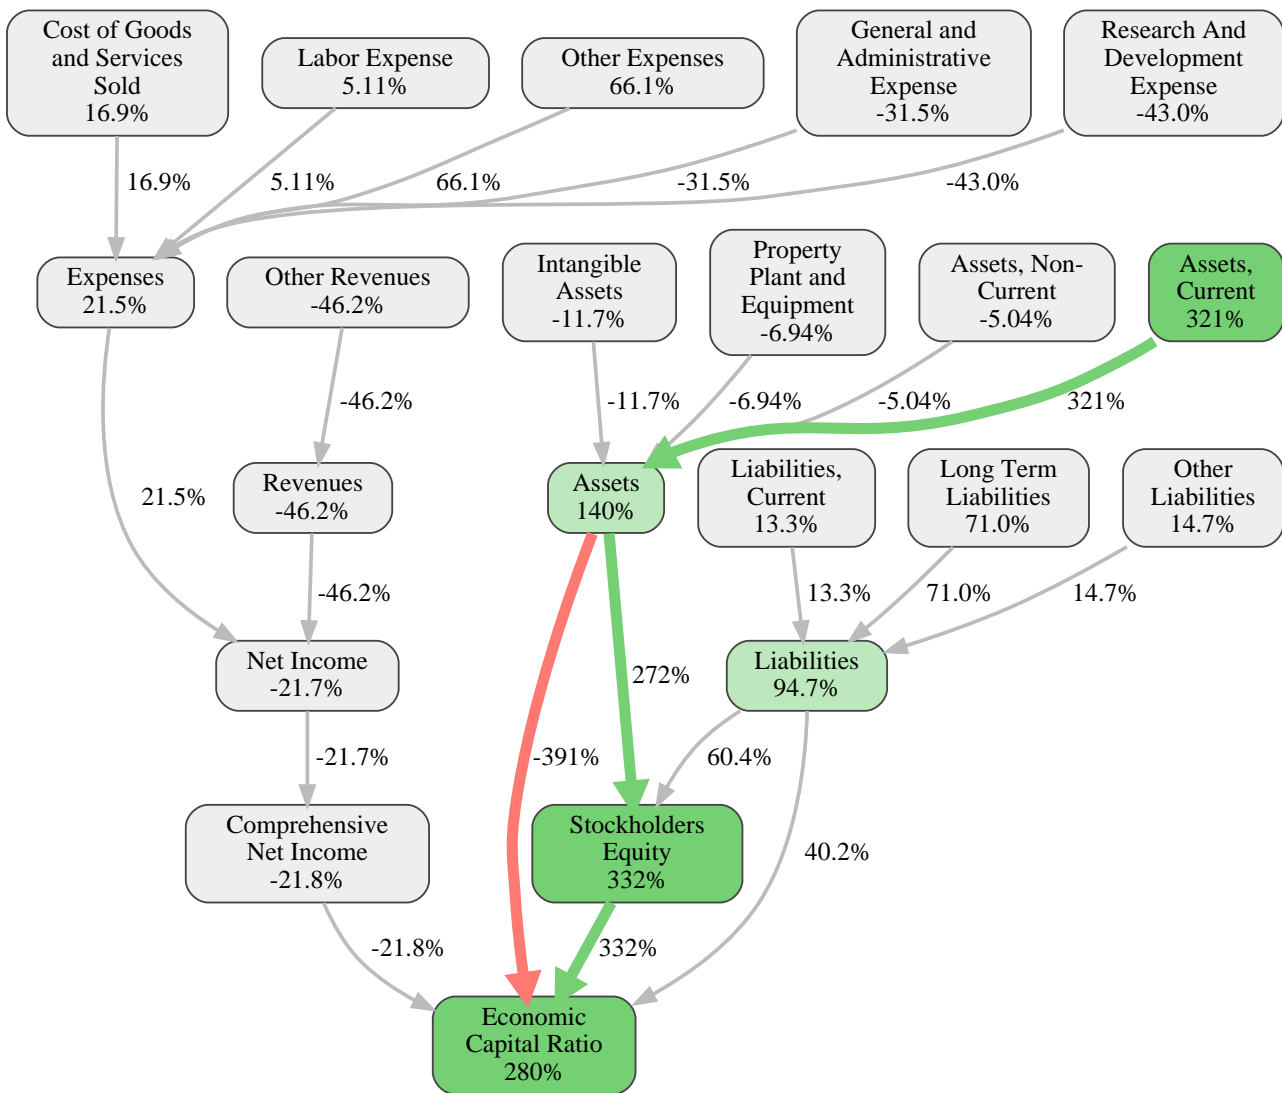 Cost of Goods
and Services
Sold
16.9%
Labor Expense
5.11%
Other Expenses
66.1%
General and
Administrative
Expense
-31.5%
Research And
Development
Expense
-43.0%
16.9%
5.11%
66.1%
-31.5%
-43.0%
Expenses
21.5%
Other Revenues
-46.2%
Intangible
Assets
-11.7%
Property
Plant and
Equipment
-6.94%
Assets, Non-
Current
-5.04%
Assets,
Current
321%
-46.2%
-11.7%
-6.94%
-5.04%
321%
21.5%
Revenues
-46.2%
Assets
140%
Liabilities,
Current
13.3%
Long Term
Liabilities
71.0%
Other
Liabilities
14.7%
-46.2%
13.3%
71.0%
14.7%
Net Income
-21.7%
272%
Liabilities
94.7%
-21.7%
-391%
60.4%
40.2%
Comprehensive
Net Income
-21.8%
Stockholders
Equity
332%
-21.8%
332%
Economic
Capital Ratio
280%